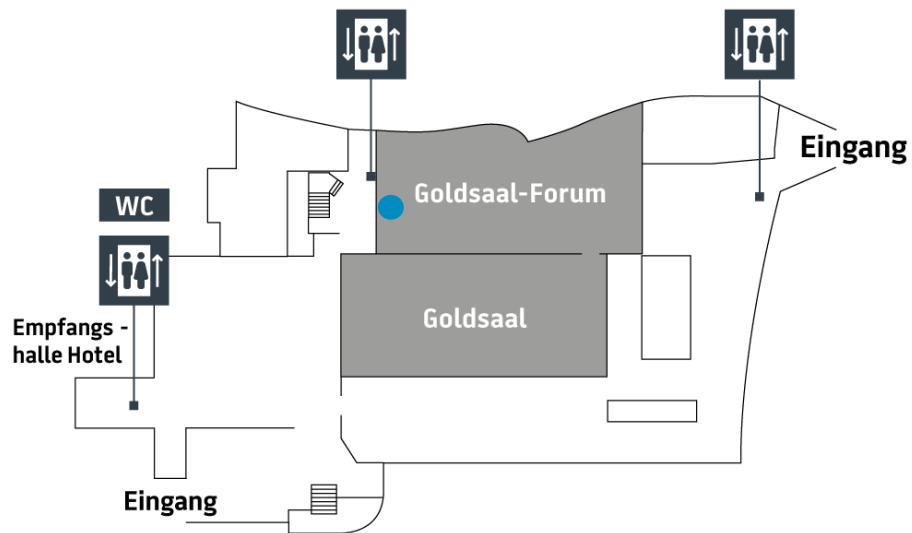 Eingang
Goldsaal-Forum
WC
Goldsaal
Empfangs -
halle Hotel
Eingang